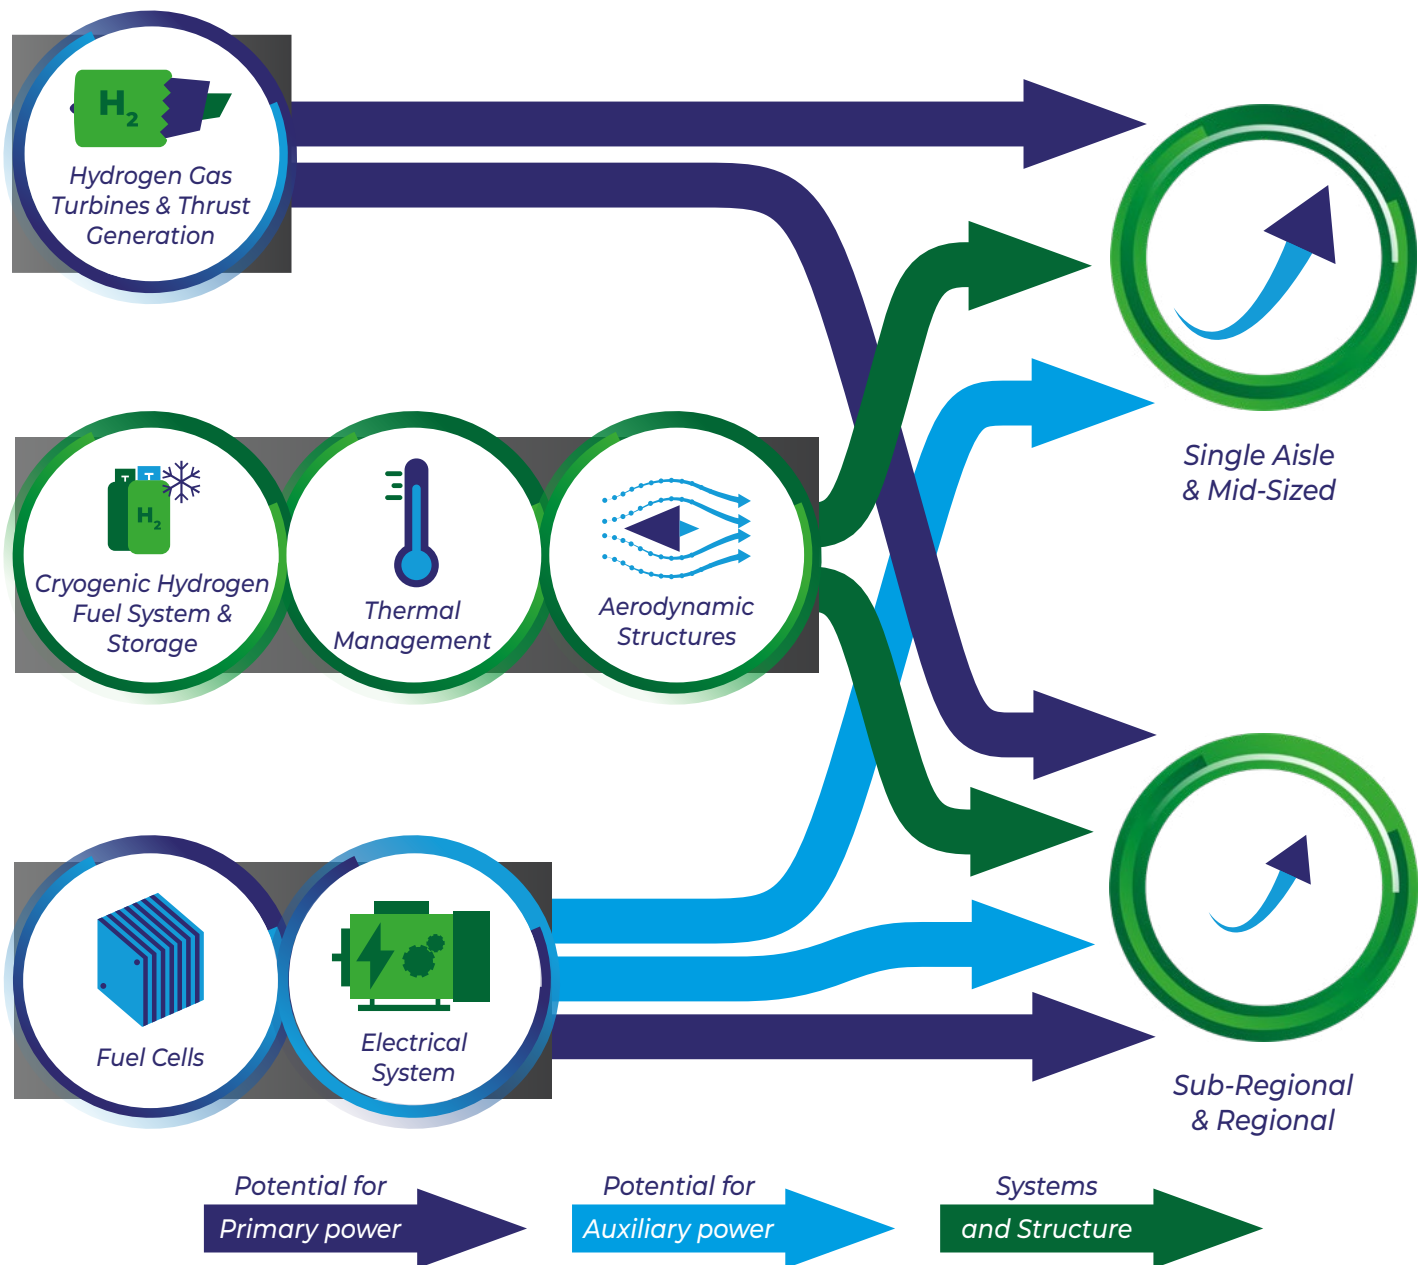 H₂
Hydrogen Gas
Turbines & Thrust
Generation
Single Aisle
& Mid-Sized
H₂
Cryogenic Hydrogen
Fuel System &
Storage
Thermal
Management
Aerodynamic
Structures
Fuel Cells
Electrical
System
Sub-Regional
& Regional
Potential for
Primary power
Potential for
Auxiliary power
Systems
and Structure